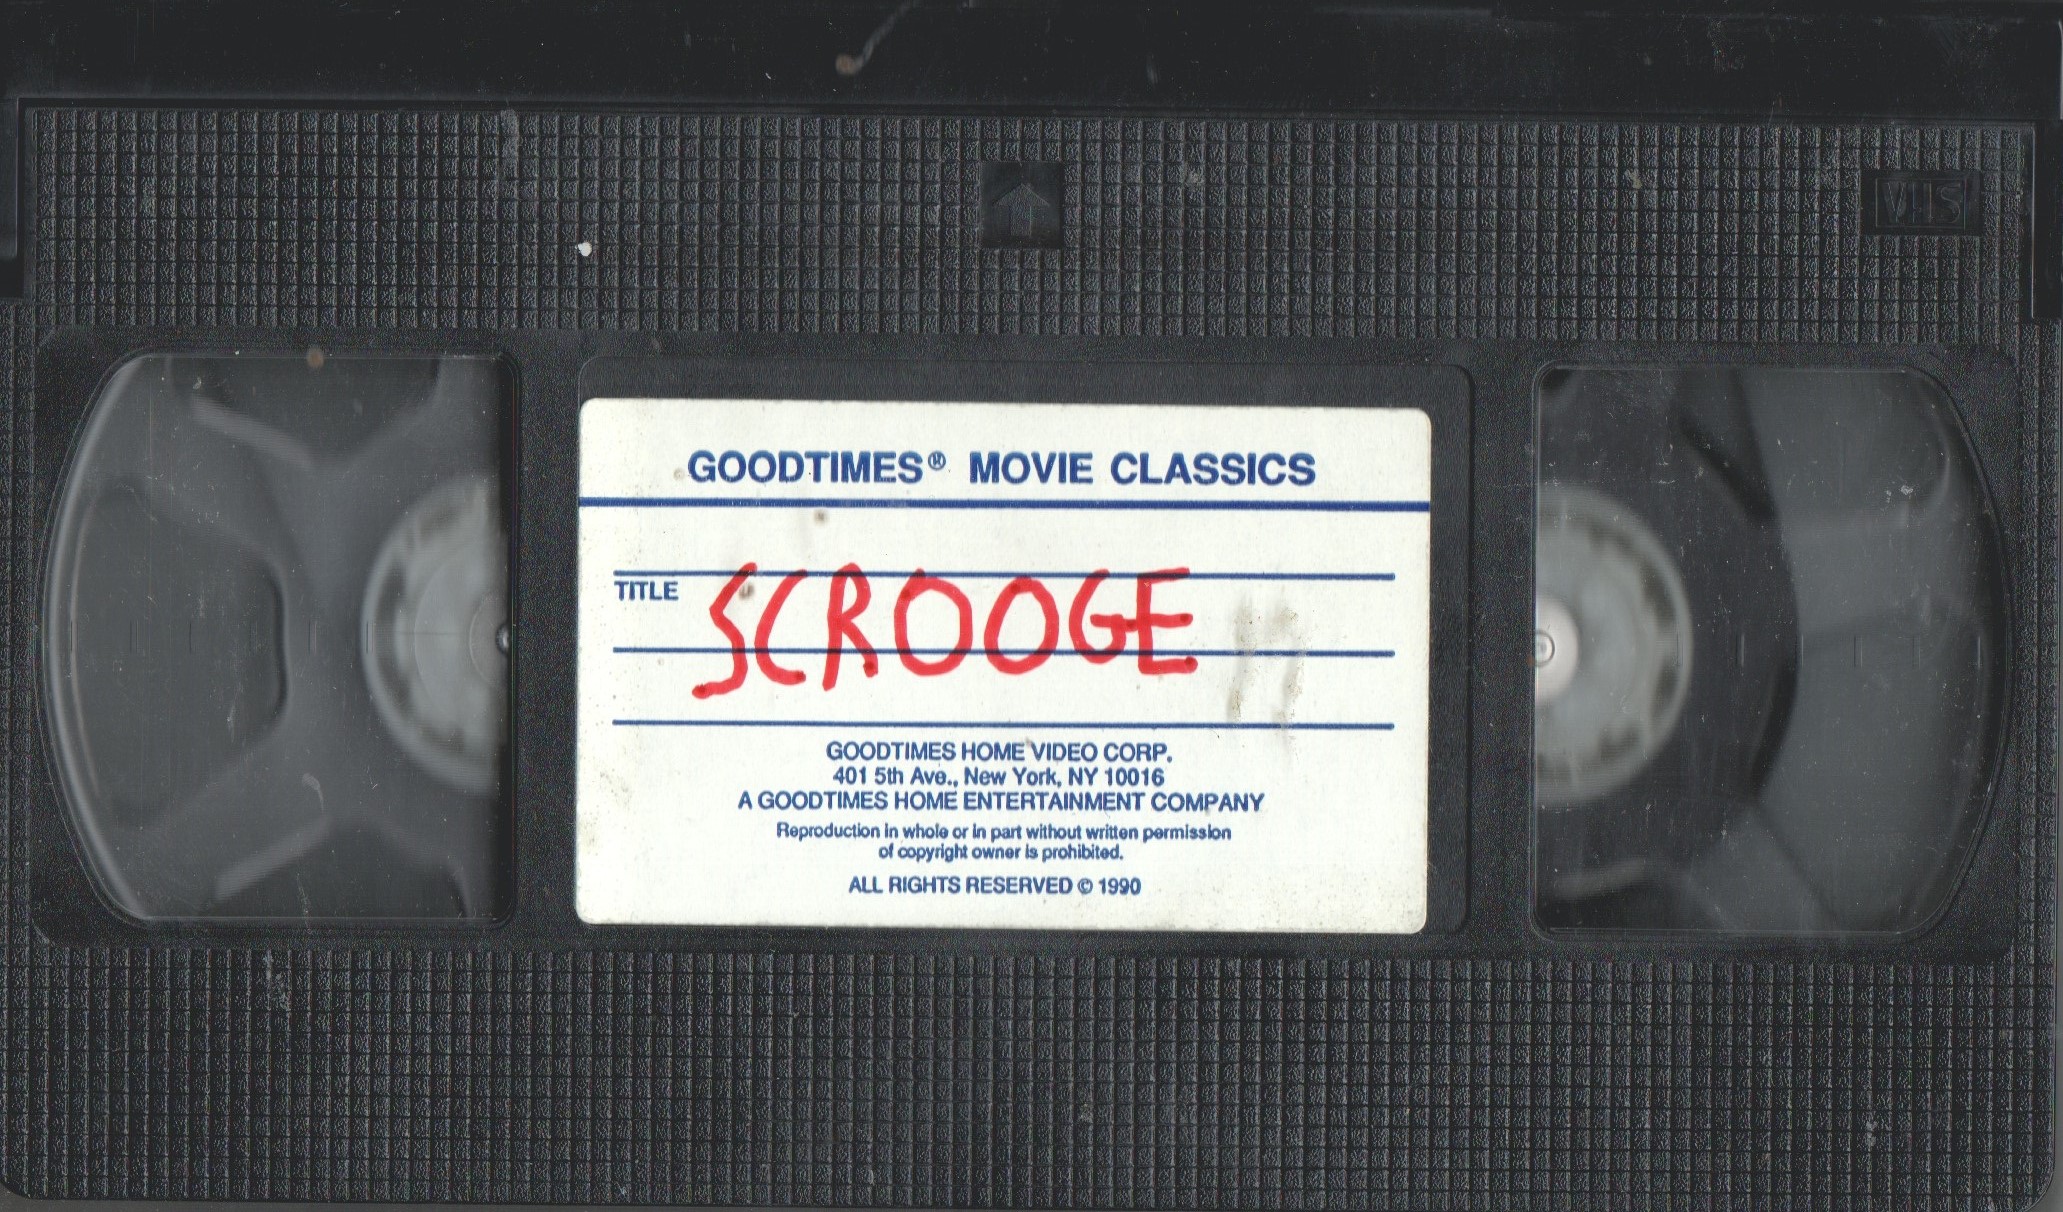 VHS
GOODTIMES® MOVIE CLASSICS
TITLE SCROOGE
GOODTIMES HOME VIDEO CORP.
401 5th Ave., New York, NY 10016
A GOODTIMES HOME ENTERTAINMENT COMPANY
Reproduction in whole or in part without written permission
of copyright owner is prohibited.
ALL RIGHTS RESERVED © 1990